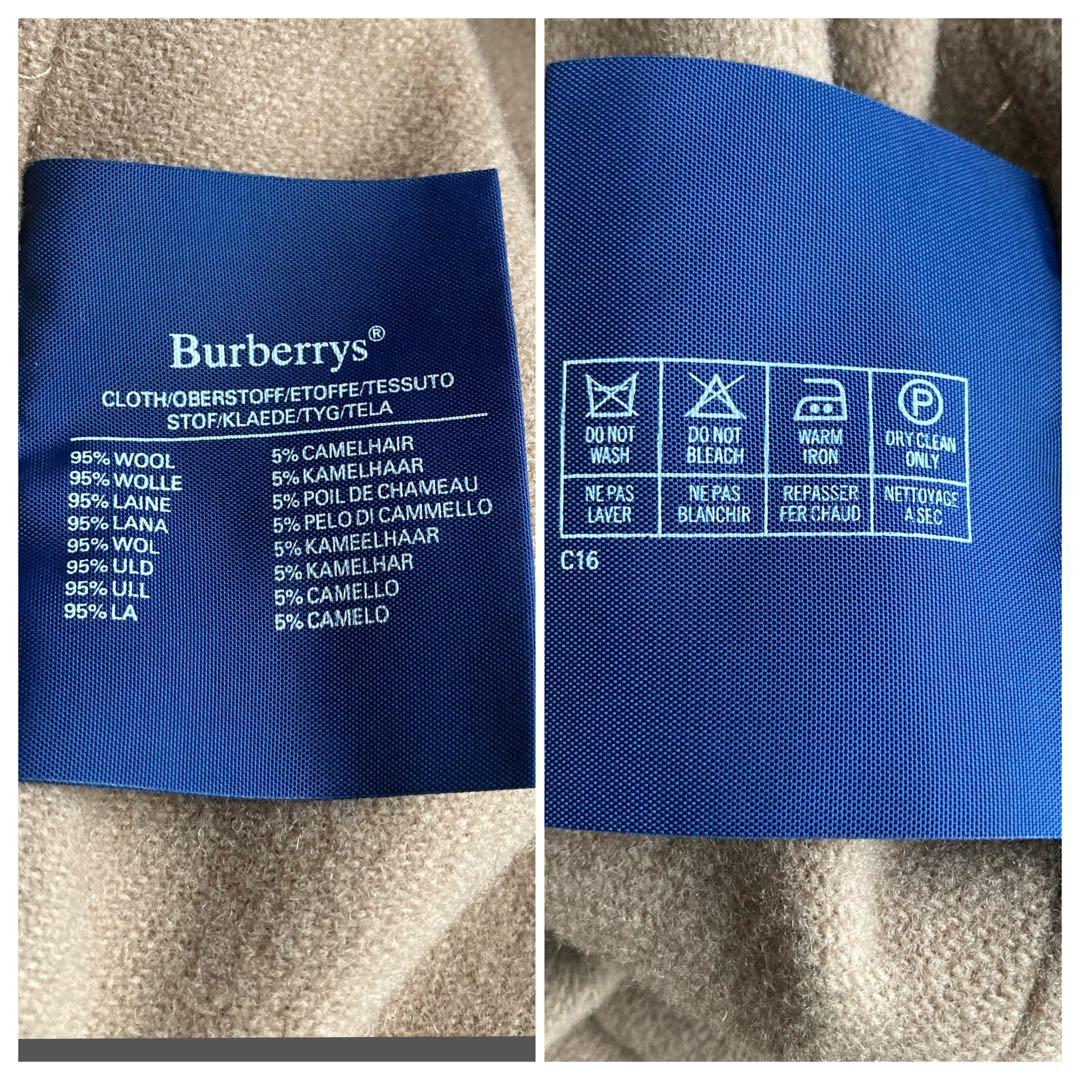 Burberrys®
CLOTH/OBERSTOFF/ETOFFE/TESSUTO
STOF/KLAEDE/TYG/TELA
95% WOOL 5% CAMELHAIR
95% WOLLE 5% KAMELHAAR
95% LAINE 5% POIL DE CHAMEAU
95% LANA 5% PELO DI CAMMELLO
95% WOL 5% KAMEELHAAR
95% ULD 5% KAMELHAR
95% ULL 5% CAMELLO
95% LA 5% CAMELO
P
DO NOT WASH
DO NOT BLEACH
WARM IRON
DRY CLEAN ONLY
NE PAS LAVER
NE PAS BLANCHIR
REPASSER FER CHAUD
NETTOYAGE A SEC
C16